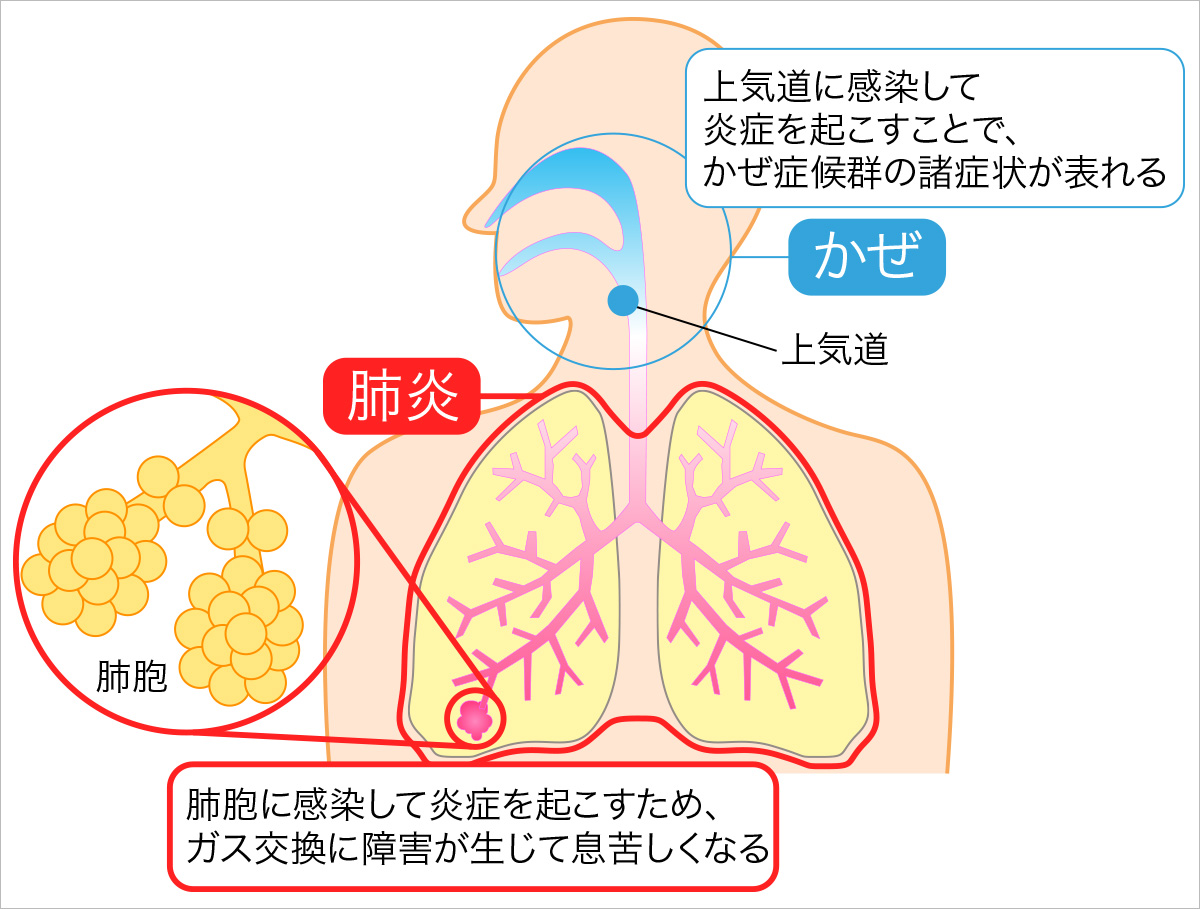 上気道に感染して
炎症を起こすことで、
かぜ症候群の諸症状が表れる
かぜ
上気道
肺炎
肺胞
肺胞に感染して炎症を起こすため、
ガス交換に障害が生じて息苦しくなる